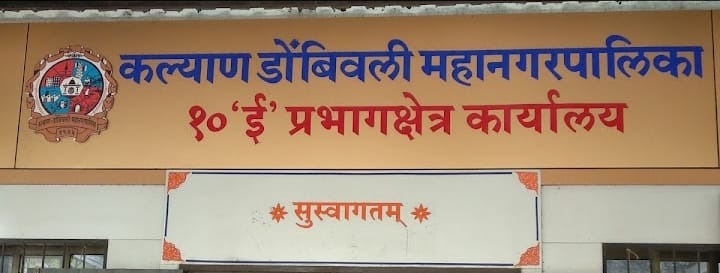 कल्याण डोंबिवली महानगरपालिका
१० ‘ई’ प्रभागक्षेत्र कार्यालय
सुस्वागतम्